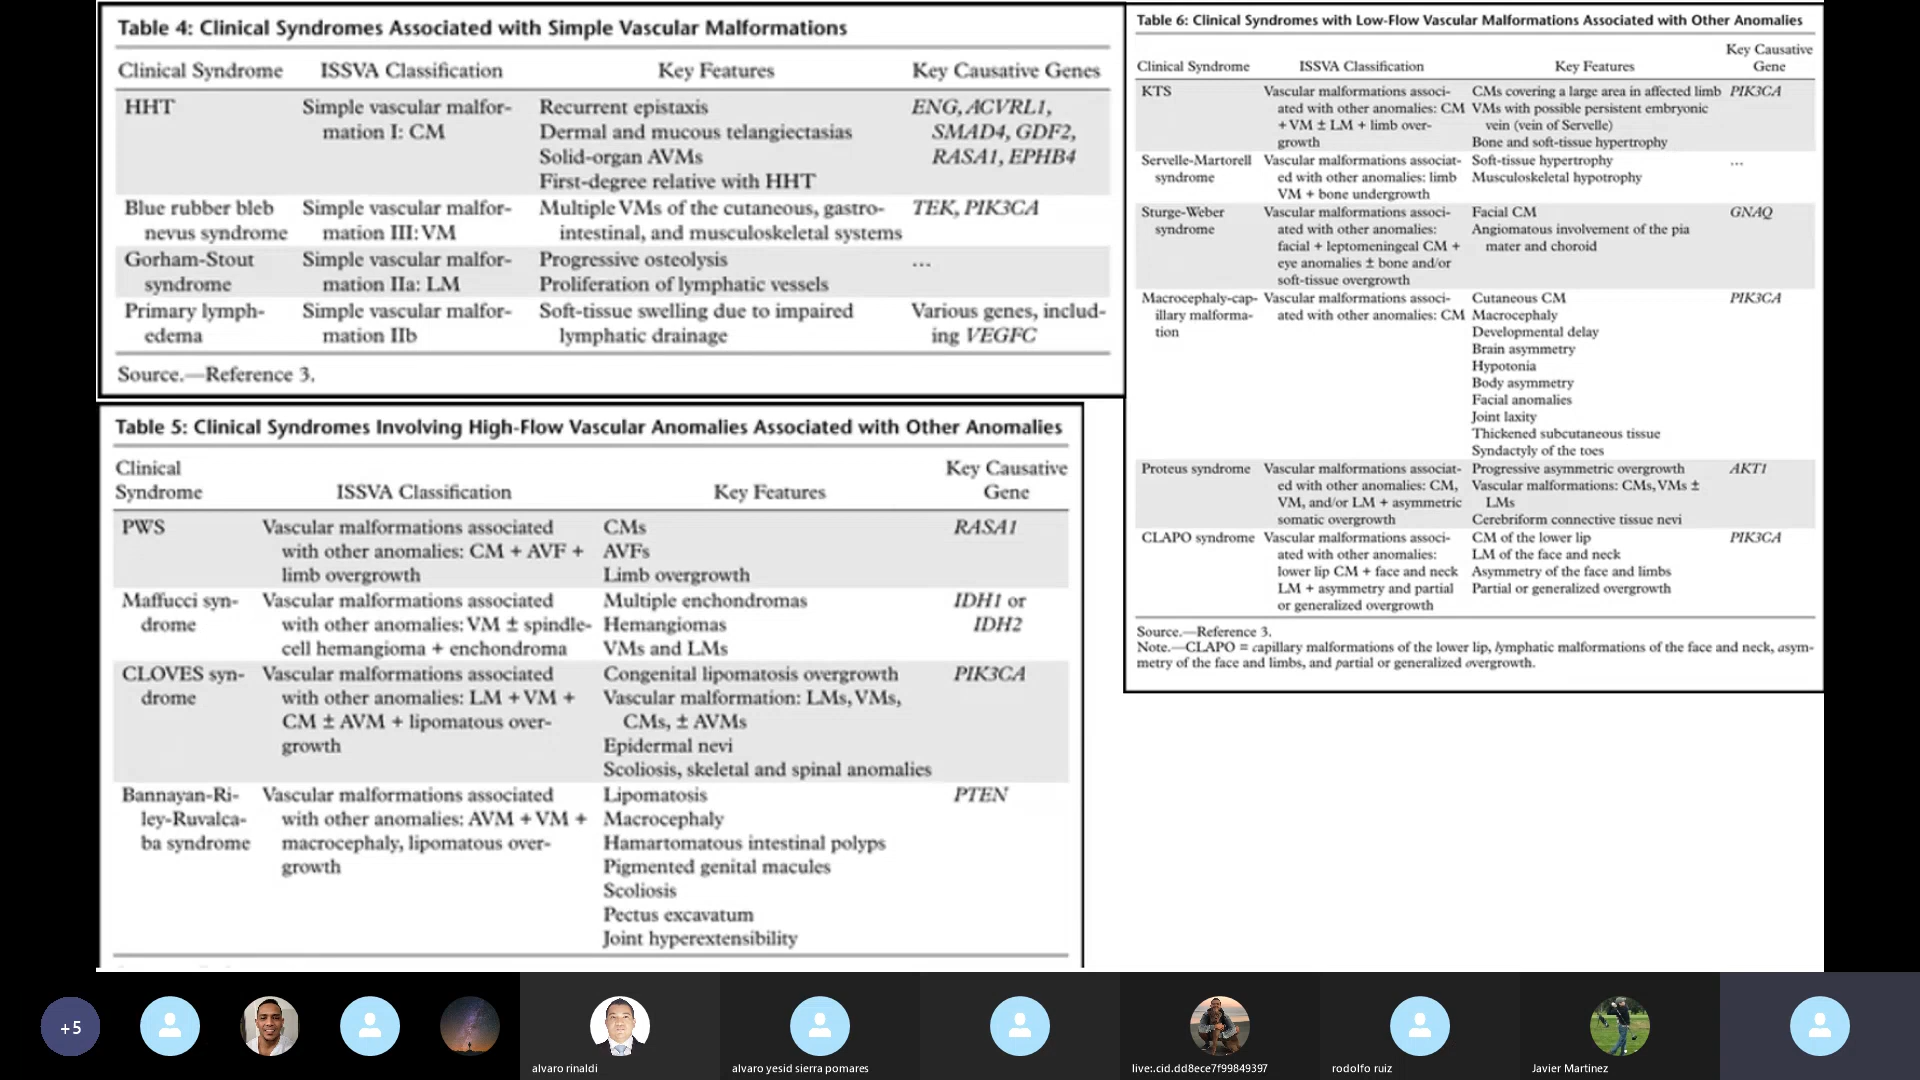 Table 4: Clinical Syndromes Associated with Simple Vascular Malformations
Clinical Syndrome ISSVA Classification Key Features Key Causative Genes
HHT Simple vascular malfor- Recurrent epistaxis ENG, ACVRL1,
mation I: CM Dermal and mucous telangiectasias SMAD4, GDF2,
Solid-organ AVMs RASA1, EPHB4
First-degree relative with HHT
Blue rubber bleb Simple vascular malfor- Multiple VMs of the cutaneous, gastro- TEK, PIK3CA
nevus syndrome mation III: VM intestinal, and musculoskeletal systems
Gorham-Stout Simple vascular malfor- Progressive osteolysis ...
syndrome mation IIa: LM Proliferation of lymphatic vessels
Primary lymph- Simple vascular malfor- Soft-tissue swelling due to impaired Various genes, includ-
edema mation IIb lymphatic drainage ing VEGFC
Source.—Reference 3.
Table 5: Clinical Syndromes Involving High-Flow Vascular Anomalies Associated with Other Anomalies
Clinical Key Causative
Syndrome ISSVA Classification Key Features Gene
PWS Vascular malformations associated CMs RASA1
with other anomalies: CM + AVF + AVFs
limb overgrowth Limb overgrowth
Maffucci syn- Vascular malformations associated Multiple enchondromas IDH1 or
drome with other anomalies: VM ± spindle- Hemangiomas IDH2
cell hemangioma + enchondroma VMs and LMs
CLOVES syn- Vascular malformations associated Congenital lipomatosis overgrowth PIK3CA
drome with other anomalies: LM + VM + Vascular malformation: LMs, VMs,
CM ± AVM + lipomatous over- CMs, ± AVMs
growth Epidermal nevi
Scoliosis, skeletal and spinal anomalies
Bannayan-Ri- Vascular malformations associated Lipomatosis PTEN
ley-Ruvalca- with other anomalies: AVM + VM + Macrocephaly
ba syndrome macrocephaly, lipomatous over- Hamartomatous intestinal polyps
growth Pigmented genital macules
Scoliosis
Pectus excavatum
Joint hyperextensibility
Table 6: Clinical Syndromes with Low-Flow Vascular Malformations Associated with Other Anomalies
Key Causative
Clinical Syndrome ISSVA Classification Key Features Gene
KTS Vascular malformations associ- CMs covering a large area in affected limb PIK3CA
ated with other anomalies: CM VMs with possible persistent embryonic
+ VM ± LM + limb over- vein (vein of Servelle)
growth Bone and soft-tissue hypertrophy
Servelle-Martorell Vascular malformations associat- Soft-tissue hypertrophy ...
syndrome ed with other anomalies: limb Musculoskeletal hypotrophy
VM + bone undergrowth
Sturge-Weber Vascular malformations associ- Facial CM GNAQ
syndrome ated with other anomalies: Angiomatous involvement of the pia
facial + leptomeningeal CM + mater and choroid
eye anomalies ± bone and/or
soft-tissue overgrowth
Macrocephaly-cap- Vascular malformations associ- Cutaneous CM PIK3CA
illary malforma- ated with other anomalies: CM Macrocephaly
tion Developmental delay
Brain asymmetry
Hypotonia
Body asymmetry
Facial anomalies
Joint laxity
Thickened subcutaneous tissue
Syndactyly of the toes
Proteus syndrome Vascular malformations associat- Progressive asymmetric overgrowth AKT1
ed with other anomalies: CM, Vascular malformations: CMs, VMs ±
VM, and/or LM + asymmetric LMs
somatic overgrowth Cerebriform connective tissue nevi
CLAPO syndrome Vascular malformations associ- CM of the lower lip PIK3CA
ated with other anomalies: LM of the face and neck
lower lip CM + face and neck Asymmetry of the face and limbs
LM + asymmetry and partial Partial or generalized overgrowth
or generalized overgrowth
Source.—Reference 3.
Note.—CLAPO = capillary malformations of the lower lip, lymphatic malformations of the face and neck, asym-
metry of the face and limbs, and partial or generalized overgrowth.
+5
alvaro rinaldi
alvaro yesid sierra pomares
live:.cid.dd8ece7f99849397
rodolfo ruiz
Javier Martinez